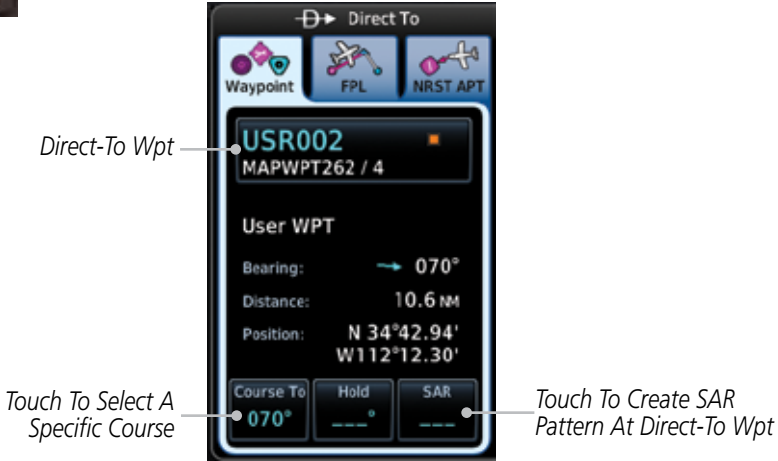 Direct To
Waypoint
FPL
NRST APT
Direct-To Wpt
USR002
MAPWPT262 / 4
User WPT
Bearing: 070°
Distance: 10.6 NM
Position: N 34°42.94'
W112°12.30'
Touch To Select A
Specific Course
Course To
070°
Hold
___°
SAR
___
Touch To Create SAR
Pattern At Direct-To Wpt